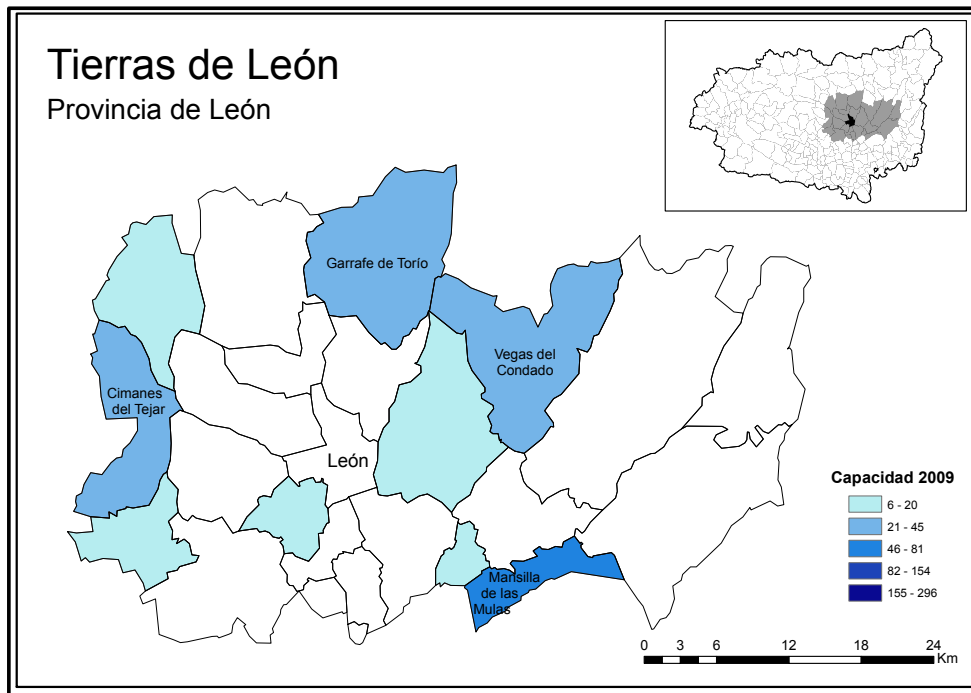 Tierras de León
Provincia de León
Garrafe de Torío
Vegas del
Condado
Cimanes
del Tejar
León
Mansilla
de las
Mulas
Capacidad 2009
6 - 20
21 - 45
46 - 81
82 - 154
155 - 296
0 3 6 12 18 24
Km